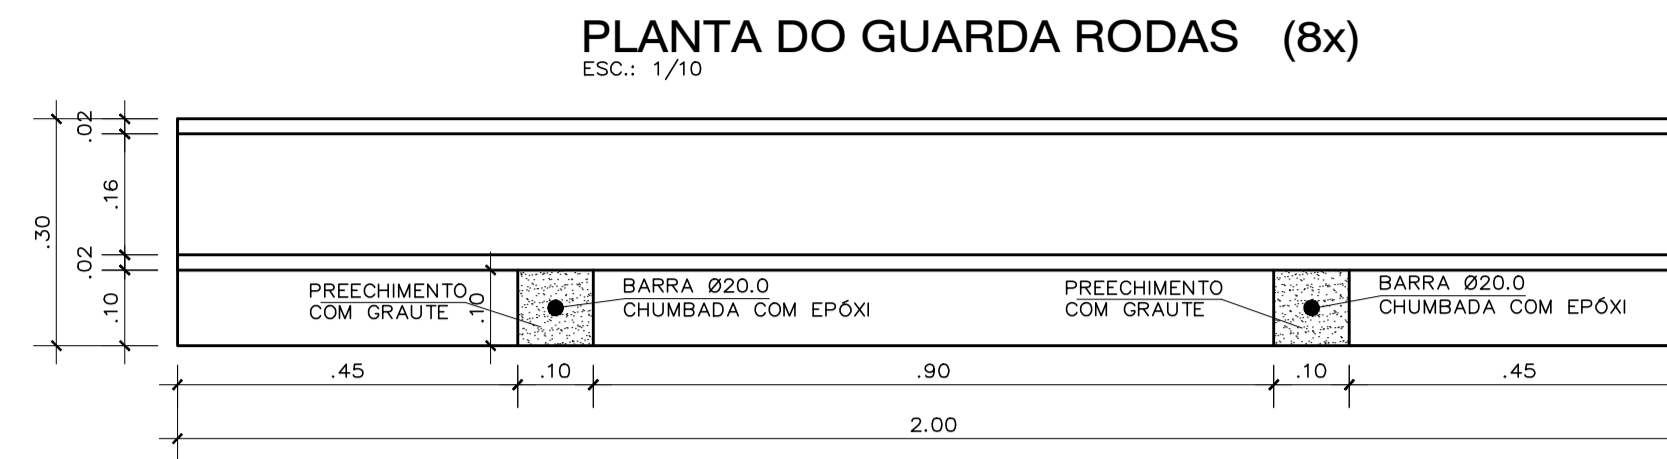 PLANTA DO GUARDA RODAS (8x)
ESC.: 1/10
.02
.16
.30
.02
.10
PREECHIMENTO
COM GRAUTE
.10
BARRA Ø20.0
CHUMBADA COM EPÓXI
PREECHIMENTO
COM GRAUTE
BARRA Ø20.0
CHUMBADA COM EPÓXI
.45
.10
.90
.10
.45
2.00